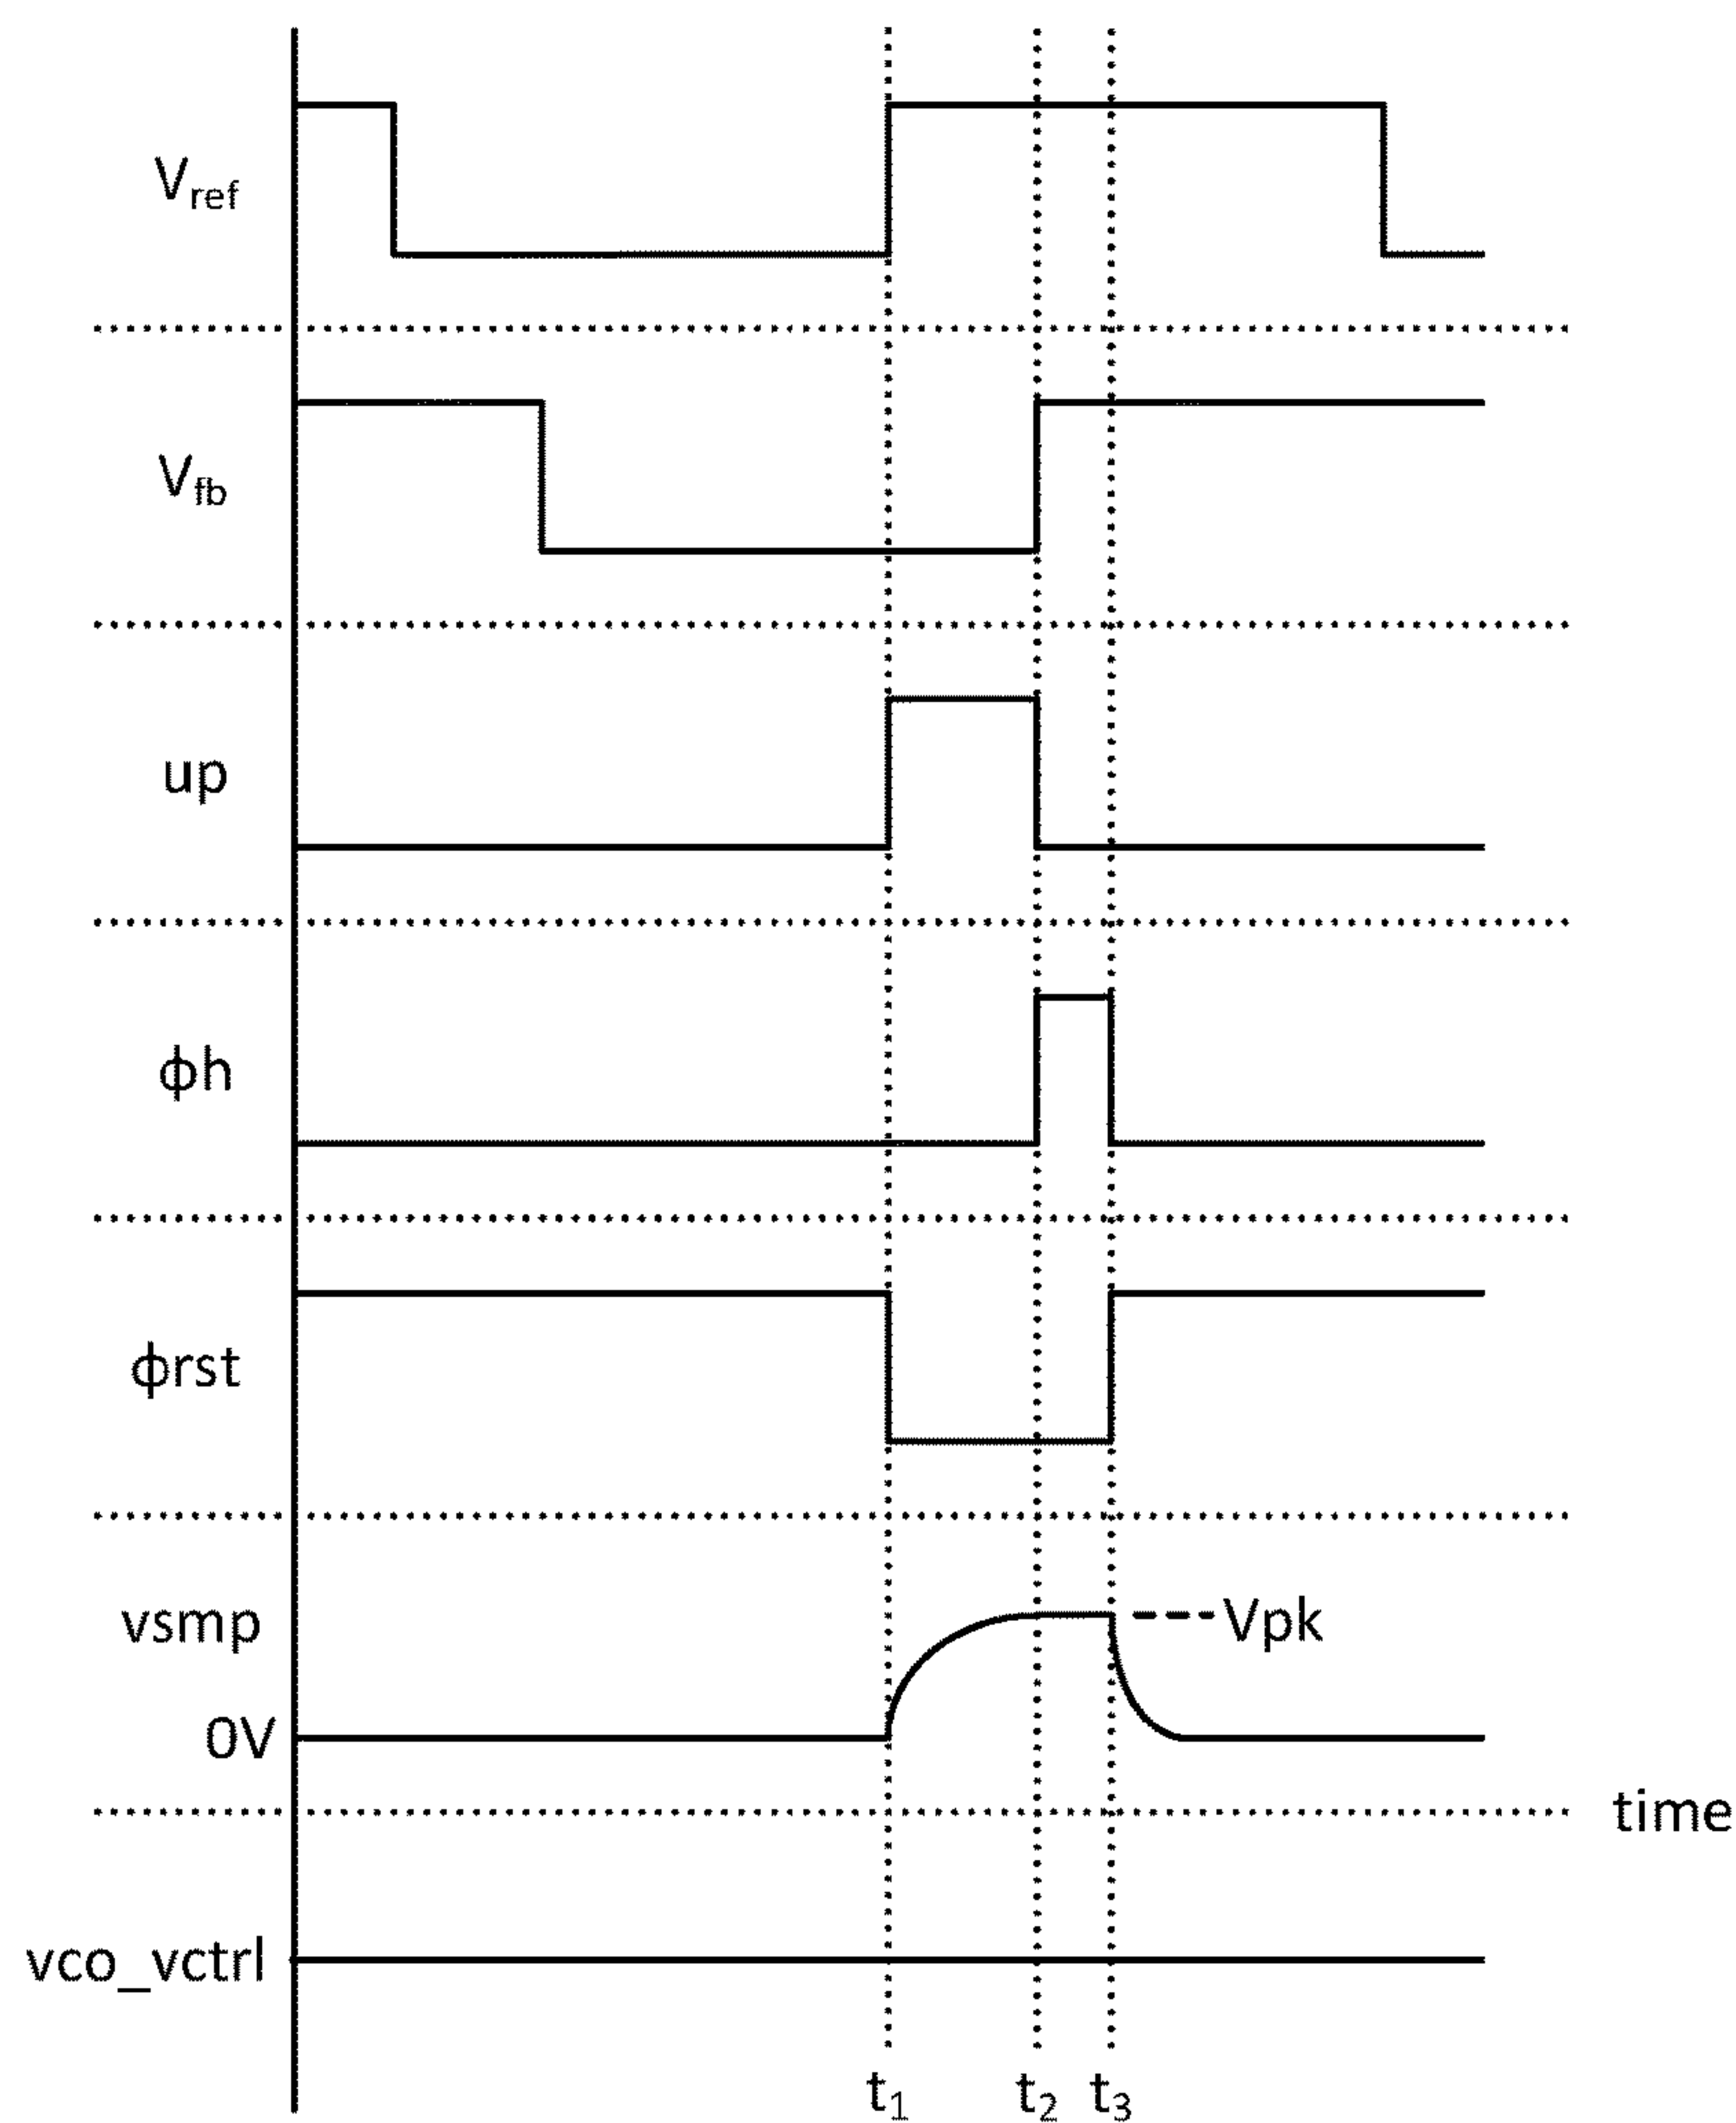 Vref
Vfb
up
ϕh
ϕrst
vsmp
Vpk
0V
time
vco_vctrl
t1 t2 t3